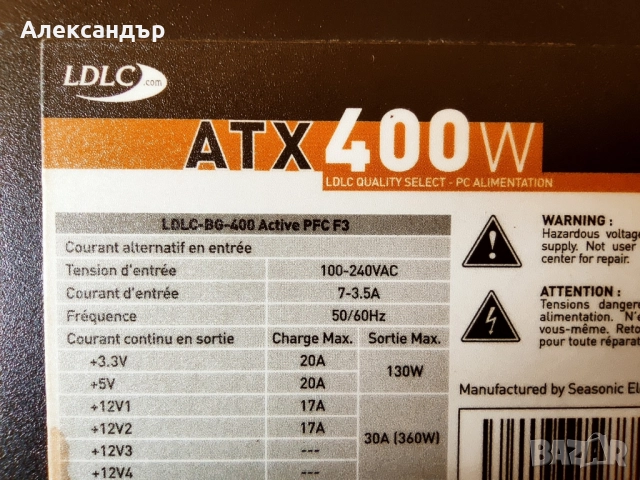 Александър
LDLC.com
ATX 400W
LDLC QUALITY SELECT - PC ALIMENTATION
LDLC-BG-400 Active PFC F3
Courant alternatif en entrée
Tension d'entrée 100-240VAC
Courant d'entrée 7-3.5A
Fréquence 50/60Hz
Courant continu en sortie Charge Max. Sortie Max.
+3.3V 20A
130W
+5V 20A
+12V1 17A
+12V2 17A
30A (360W)
+12V3 ---
+12V4 ---
WARNING :
Hazardous voltage
supply. Not user
center for repair.
ATTENTION :
Tensions danger
alimentation. N'
vous-même. Reto
pour toute réparat
Manufactured by Seasonic El
BAZAR